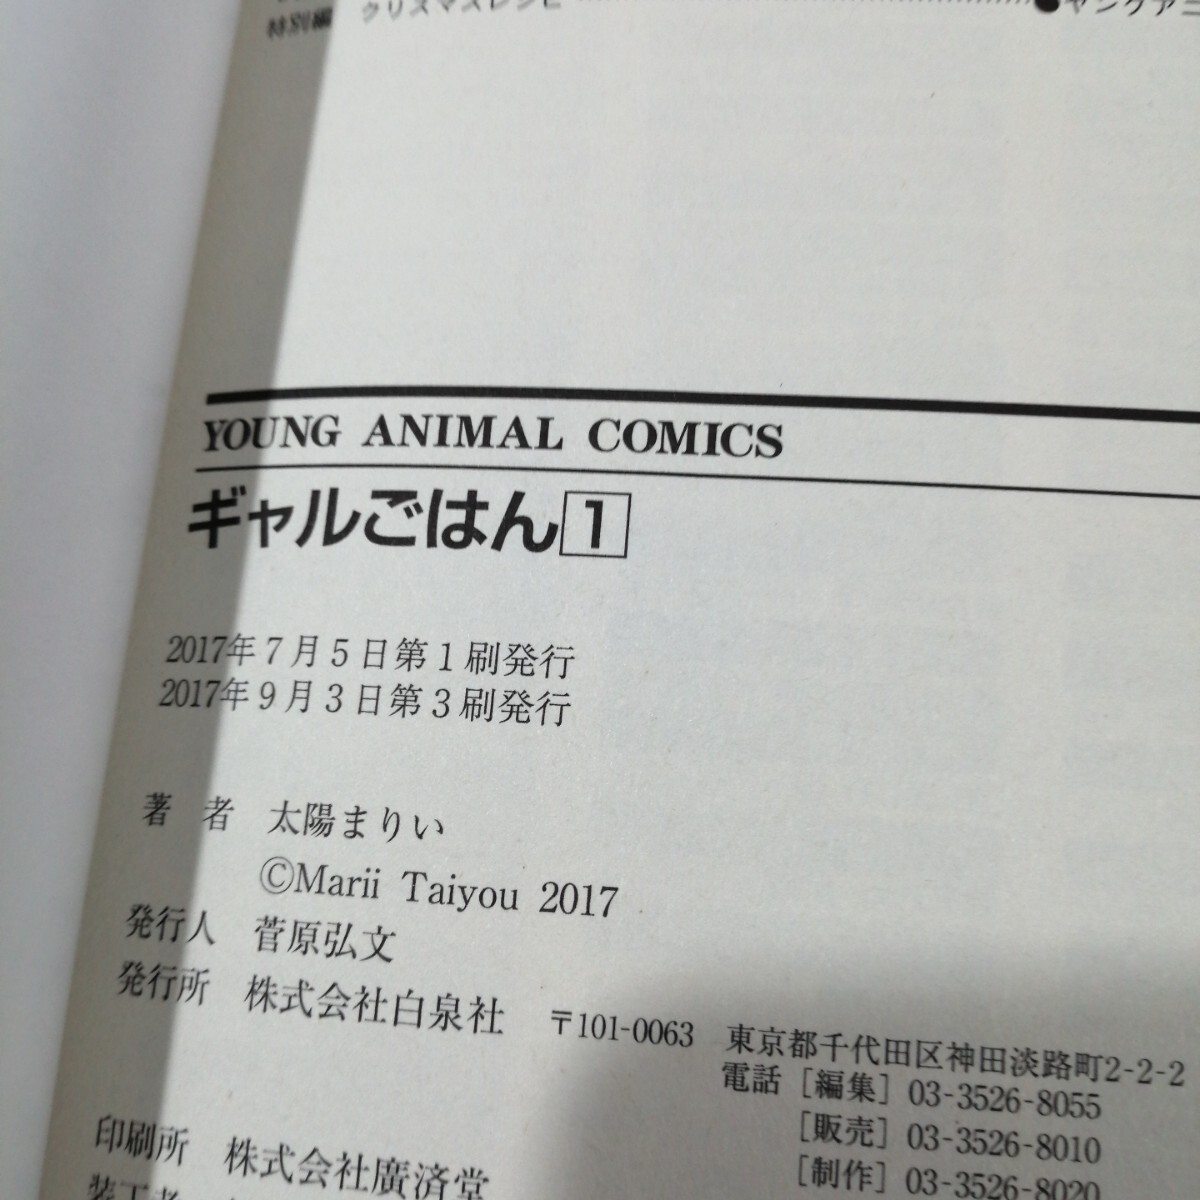 特別編 クリスマスレシピ ……………………………… ●ヤングアニ
YOUNG ANIMAL COMICS
ギャルごはん 1
2017年7月5日第1刷発行
2017年9月3日第3刷発行
著 者 太陽まりい
©Marii Taiyou 2017
発行人 菅原弘文
発行所 株式会社白泉社 〒101-0063 東京都千代田区神田淡路町2-2-2
電話［編集］03-3526-8055
［販売］03-3526-8010
［制作］03-3526-8020
印刷所 株式会社廣済堂